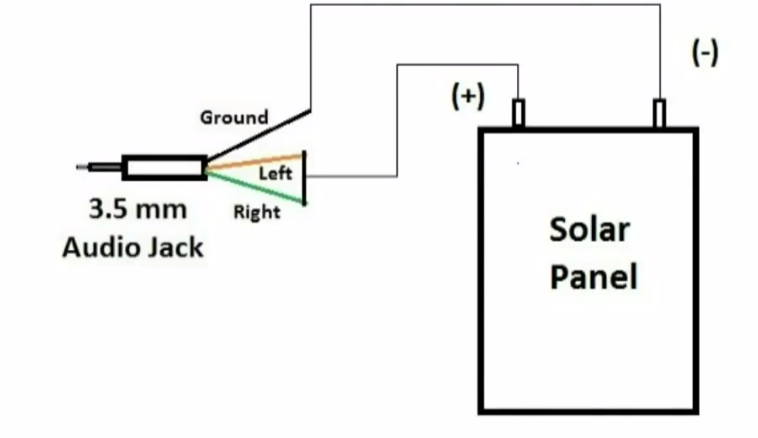 (-)
(+)
Ground
Left
Right
3.5 mm
Audio Jack
Solar
Panel